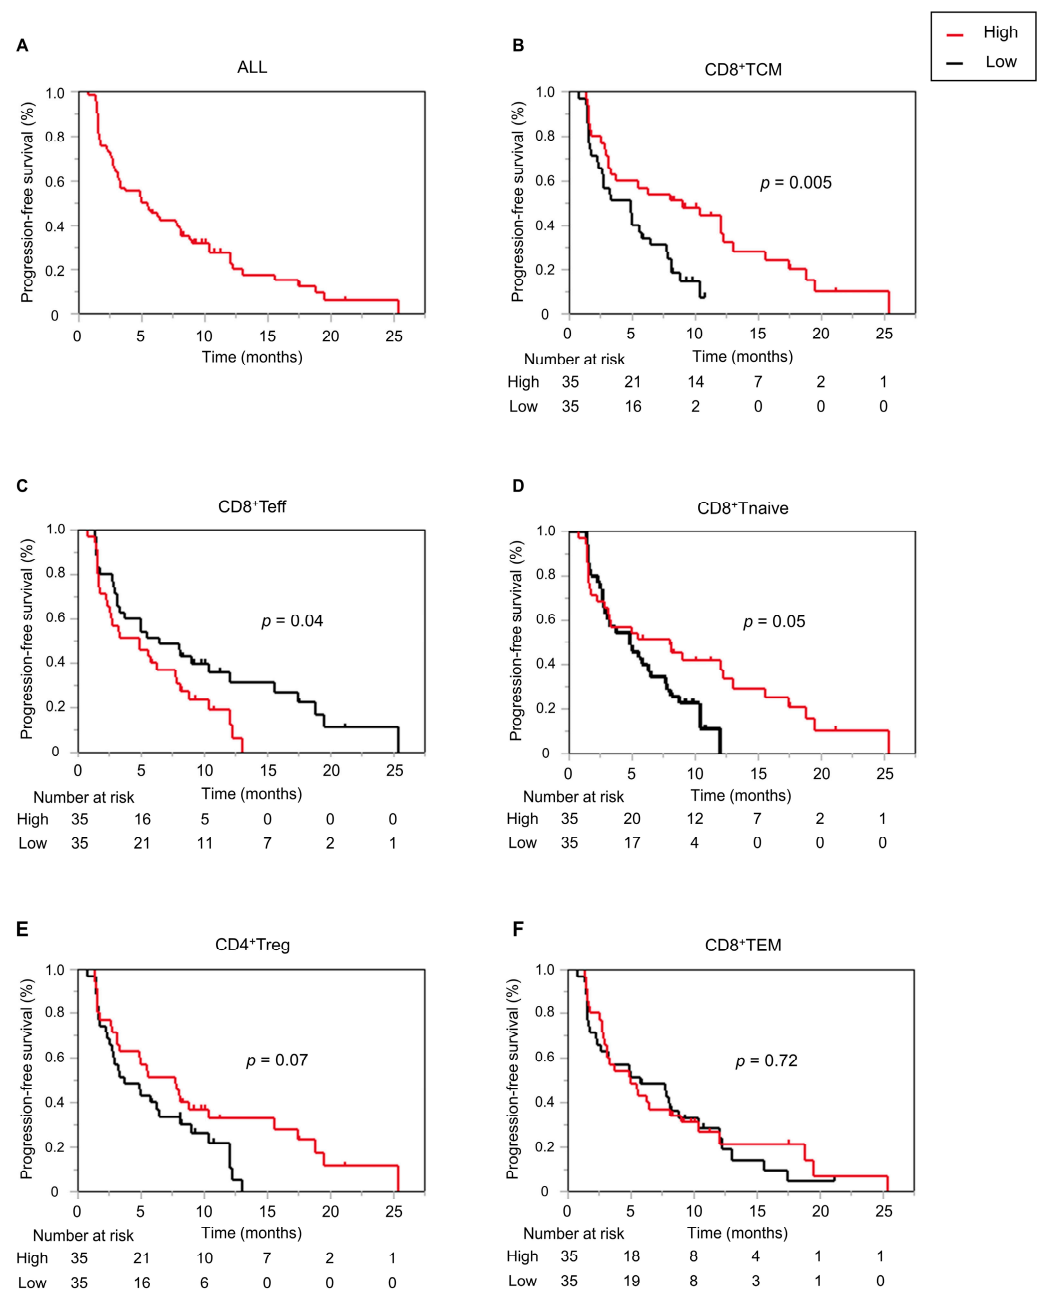 High
Low
A
ALL
Progression-free survival (%)
1.0
0.8
0.6
0.4
0.2
0
0 5 10 15 20 25
Time (months)
B
CD8⁺TCM
Progression-free survival (%)
1.0
0.8
0.6
0.4
0.2
0
p = 0.005
0 5 10 15 20 25
Time (months)
Number at risk
High 35 21 14 7 2 1
Low 35 16 2 0 0 0
C
CD8⁺Teff
Progression-free survival (%)
1.0
0.8
0.6
0.4
0.2
0
p = 0.04
0 5 10 15 20 25
Time (months)
Number at risk
High 35 16 5 0 0 0
Low 35 21 11 7 2 1
D
CD8⁺Tnaive
Progression-free survival (%)
1.0
0.8
0.6
0.4
0.2
0
p = 0.05
0 5 10 15 20 25
Time (months)
Number at risk
High 35 20 12 7 2 1
Low 35 17 4 0 0 0
E
CD4⁺Treg
Progression-free survival (%)
1.0
0.8
0.6
0.4
0.2
0
p = 0.07
0 5 10 15 20 25
Time (months)
Number at risk
High 35 21 10 7 2 1
Low 35 16 6 0 0 0
F
CD8⁺TEM
Progression-free survival (%)
1.0
0.8
0.6
0.4
0.2
0
p = 0.72
0 5 10 15 20 25
Time (months)
Number at risk
High 35 18 8 4 1 1
Low 35 19 8 3 1 0